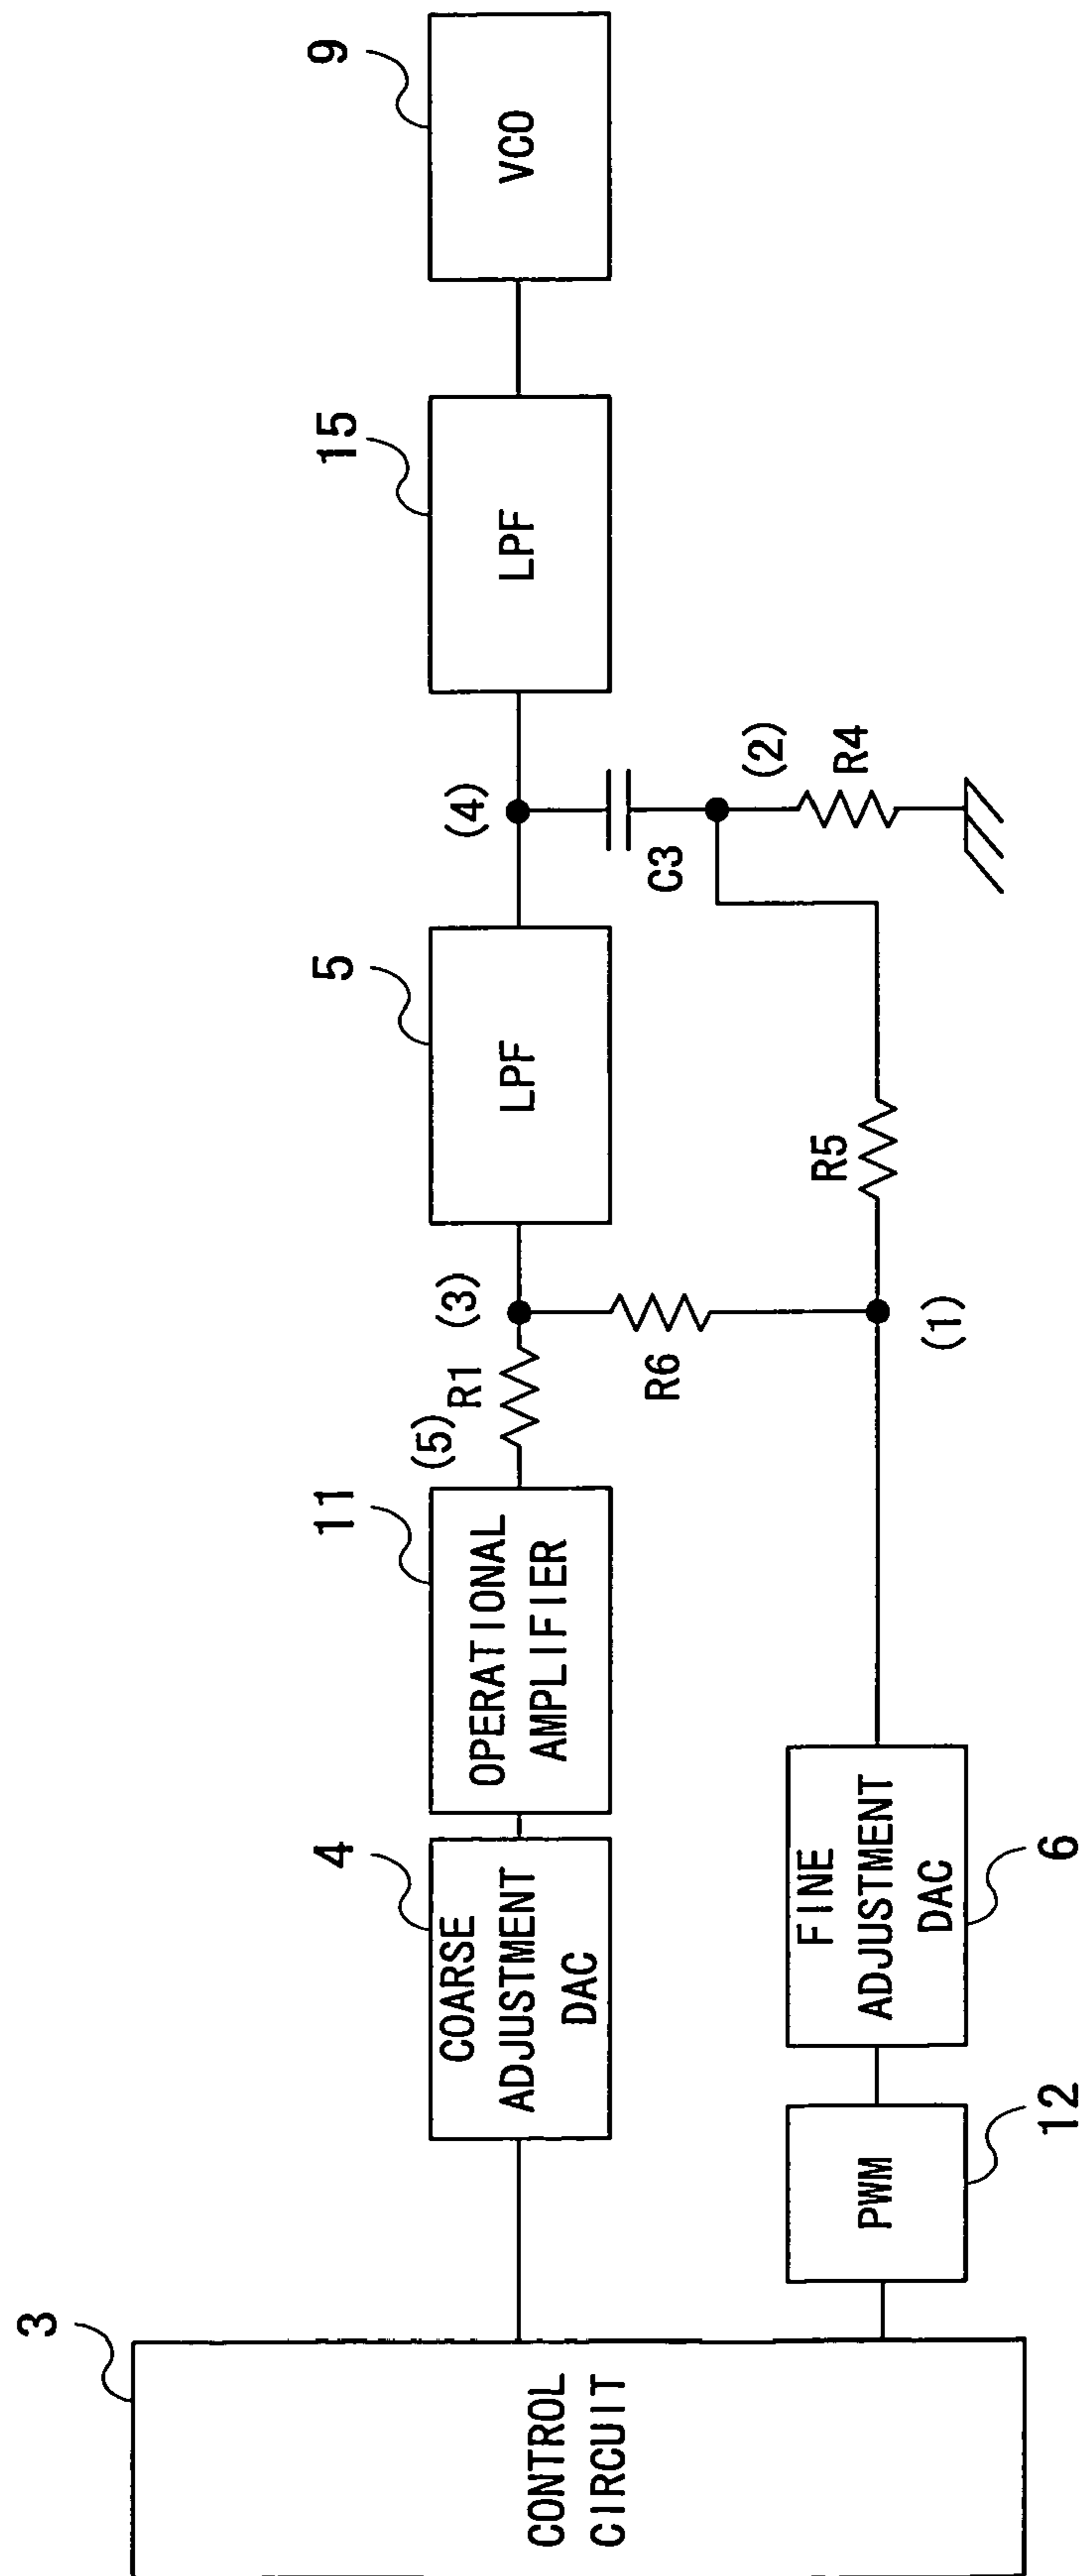 3
CONTROL
CIRCUIT
4
COARSE
ADJUSTMENT
DAC
11
OPERATIONAL
AMPLIFIER
(5)
R1
(3)
5
LPF
(4)
15
LPF
9
VCO
R6
C3
(2)
R4
R5
(1)
PWM
12
FINE
ADJUSTMENT
DAC
6